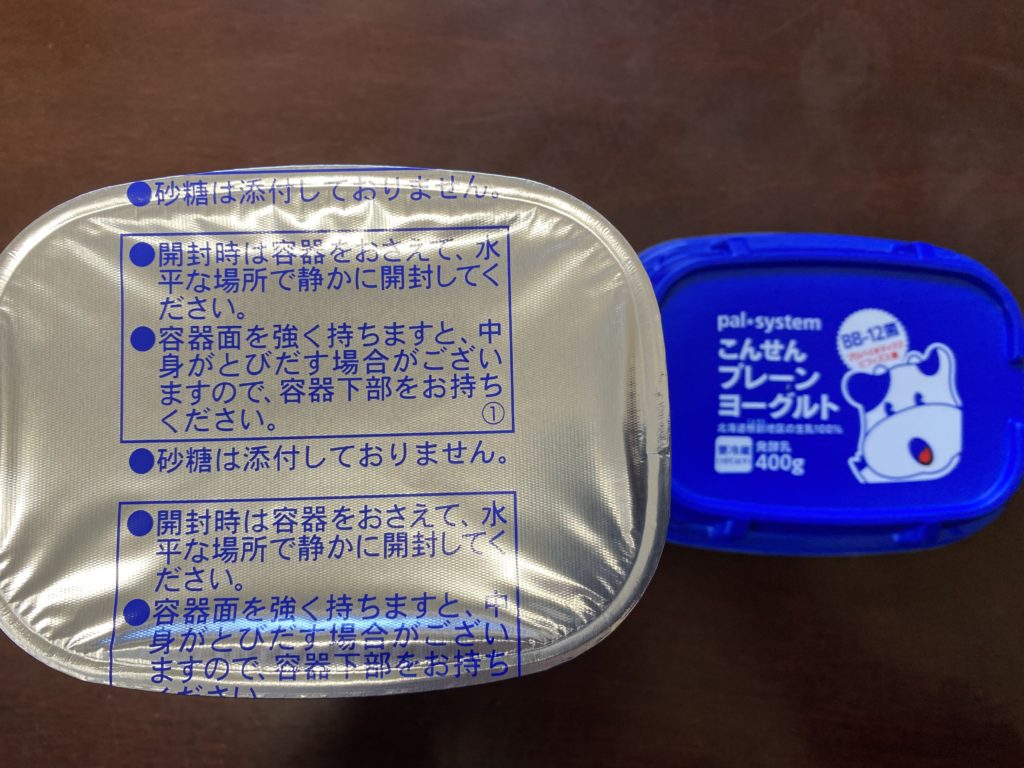 ●砂糖は添付しておりません。
●開封時は容器をおさえて、水
平な場所で静かに開封してく
ださい。
●容器面を強く持ちますと、中
身がとびだす場合がござい
ますので、容器下部をお持ち
ください。
①
●砂糖は添付しておりません。
●開封時は容器をおさえて、水
平な場所で静かに開封してく
ださい。
●容器面を強く持ちますと、中
身がとびだす場合がござい
ますので、容器下部をお持ち
ください
pal*system
BB-12菌
こんせん
プレーン
ヨーグルト
北海道根釧地区の生乳100%
要冷蔵
発酵乳
400g